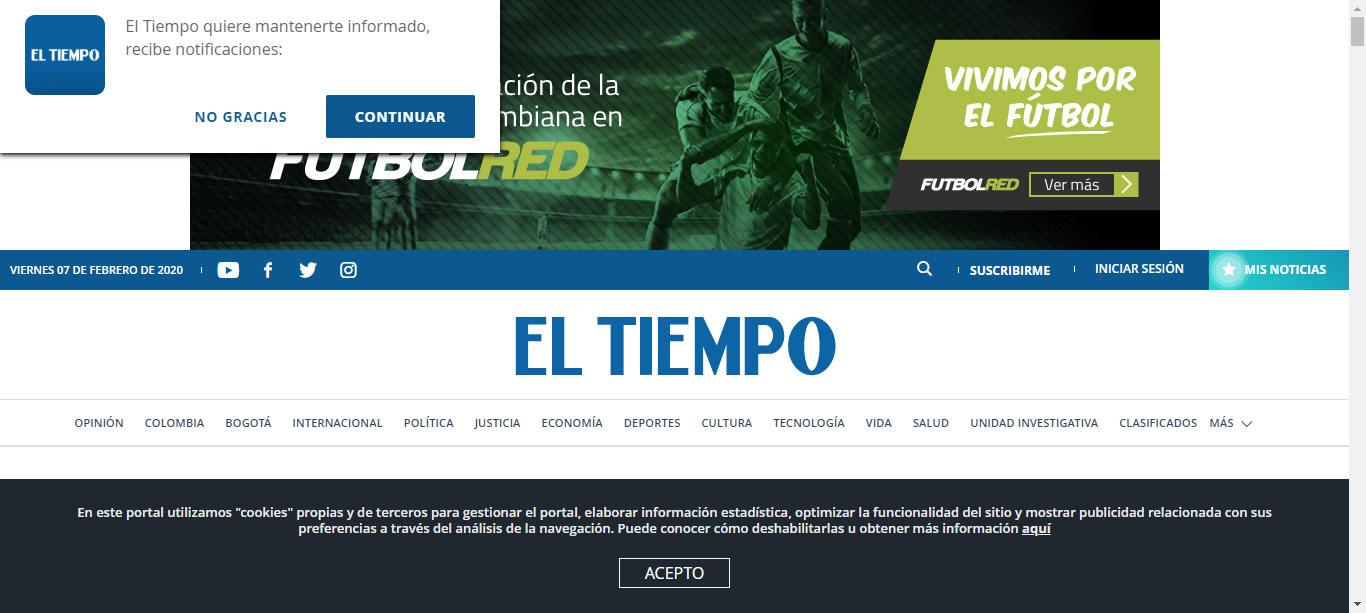 EL TIEMPO
El Tiempo quiere mantenerte informado,
recibe notificaciones:
NO GRACIAS
CONTINUAR
ción de la
mbiana en
FUTBOLRED
VIVIMOS POR
EL FÚTBOL
FUTBOLRED
Ver más
VIERNES 07 DE FEBRERO DE 2020
SUSCRIBIRME
INICIAR SESIÓN
MIS NOTICIAS
EL TIEMPO
OPINIÓN COLOMBIA BOGOTÁ INTERNACIONAL POLÍTICA JUSTICIA ECONOMÍA DEPORTES CULTURA TECNOLOGÍA VIDA SALUD UNIDAD INVESTIGATIVA CLASIFICADOS MÁS
En este portal utilizamos "cookies" propias y de terceros para gestionar el portal, elaborar información estadística, optimizar la funcionalidad del sitio y mostrar publicidad relacionada con sus
preferencias a través del análisis de la navegación. Puede conocer cómo deshabilitarlas u obtener más información aquí
ACEPTO